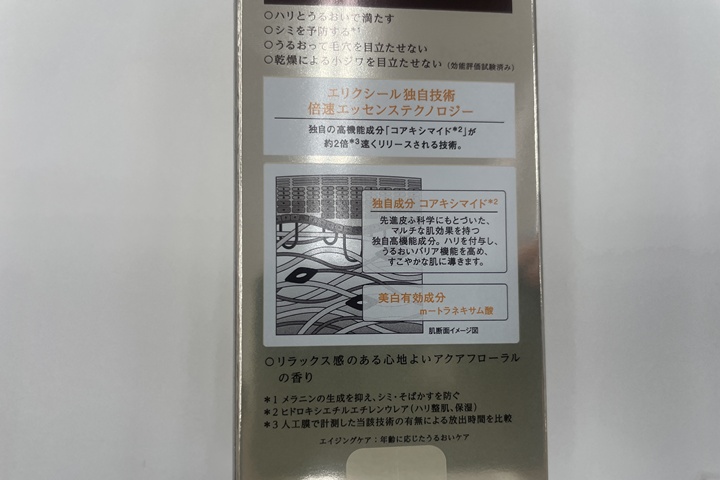 ○ハリとうるおいで満たす
○シミを予防する*1
○うるおって毛穴を目立たせない
○乾燥による小ジワを目立たせない（効能評価試験済み）
エリクシール独自技術
倍速エッセンステクノロジー
独自の高機能成分「コアキシマイド*2」が
約2倍*3速くリリースされる技術。
独自成分 コアキシマイド*2
先進皮ふ科学にもとづいた、
マルチな肌効果を持つ
独自高機能成分。ハリを付与し、
うるおいバリア機能を高め、
すこやかな肌に導きます。
美白有効成分
m－トラネキサム酸
肌断面イメージ図
○リラックス感のある心地よいアクアフローラル
の香り
*1 メラニンの生成を抑え、シミ・そばかすを防ぐ
*2 ヒドロキシエチルエチレンウレア（ハリ整肌、保湿）
*3 人工膜で計測した当該技術の有無による放出時間を比較
エイジングケア：年齢に応じたうるおいケア